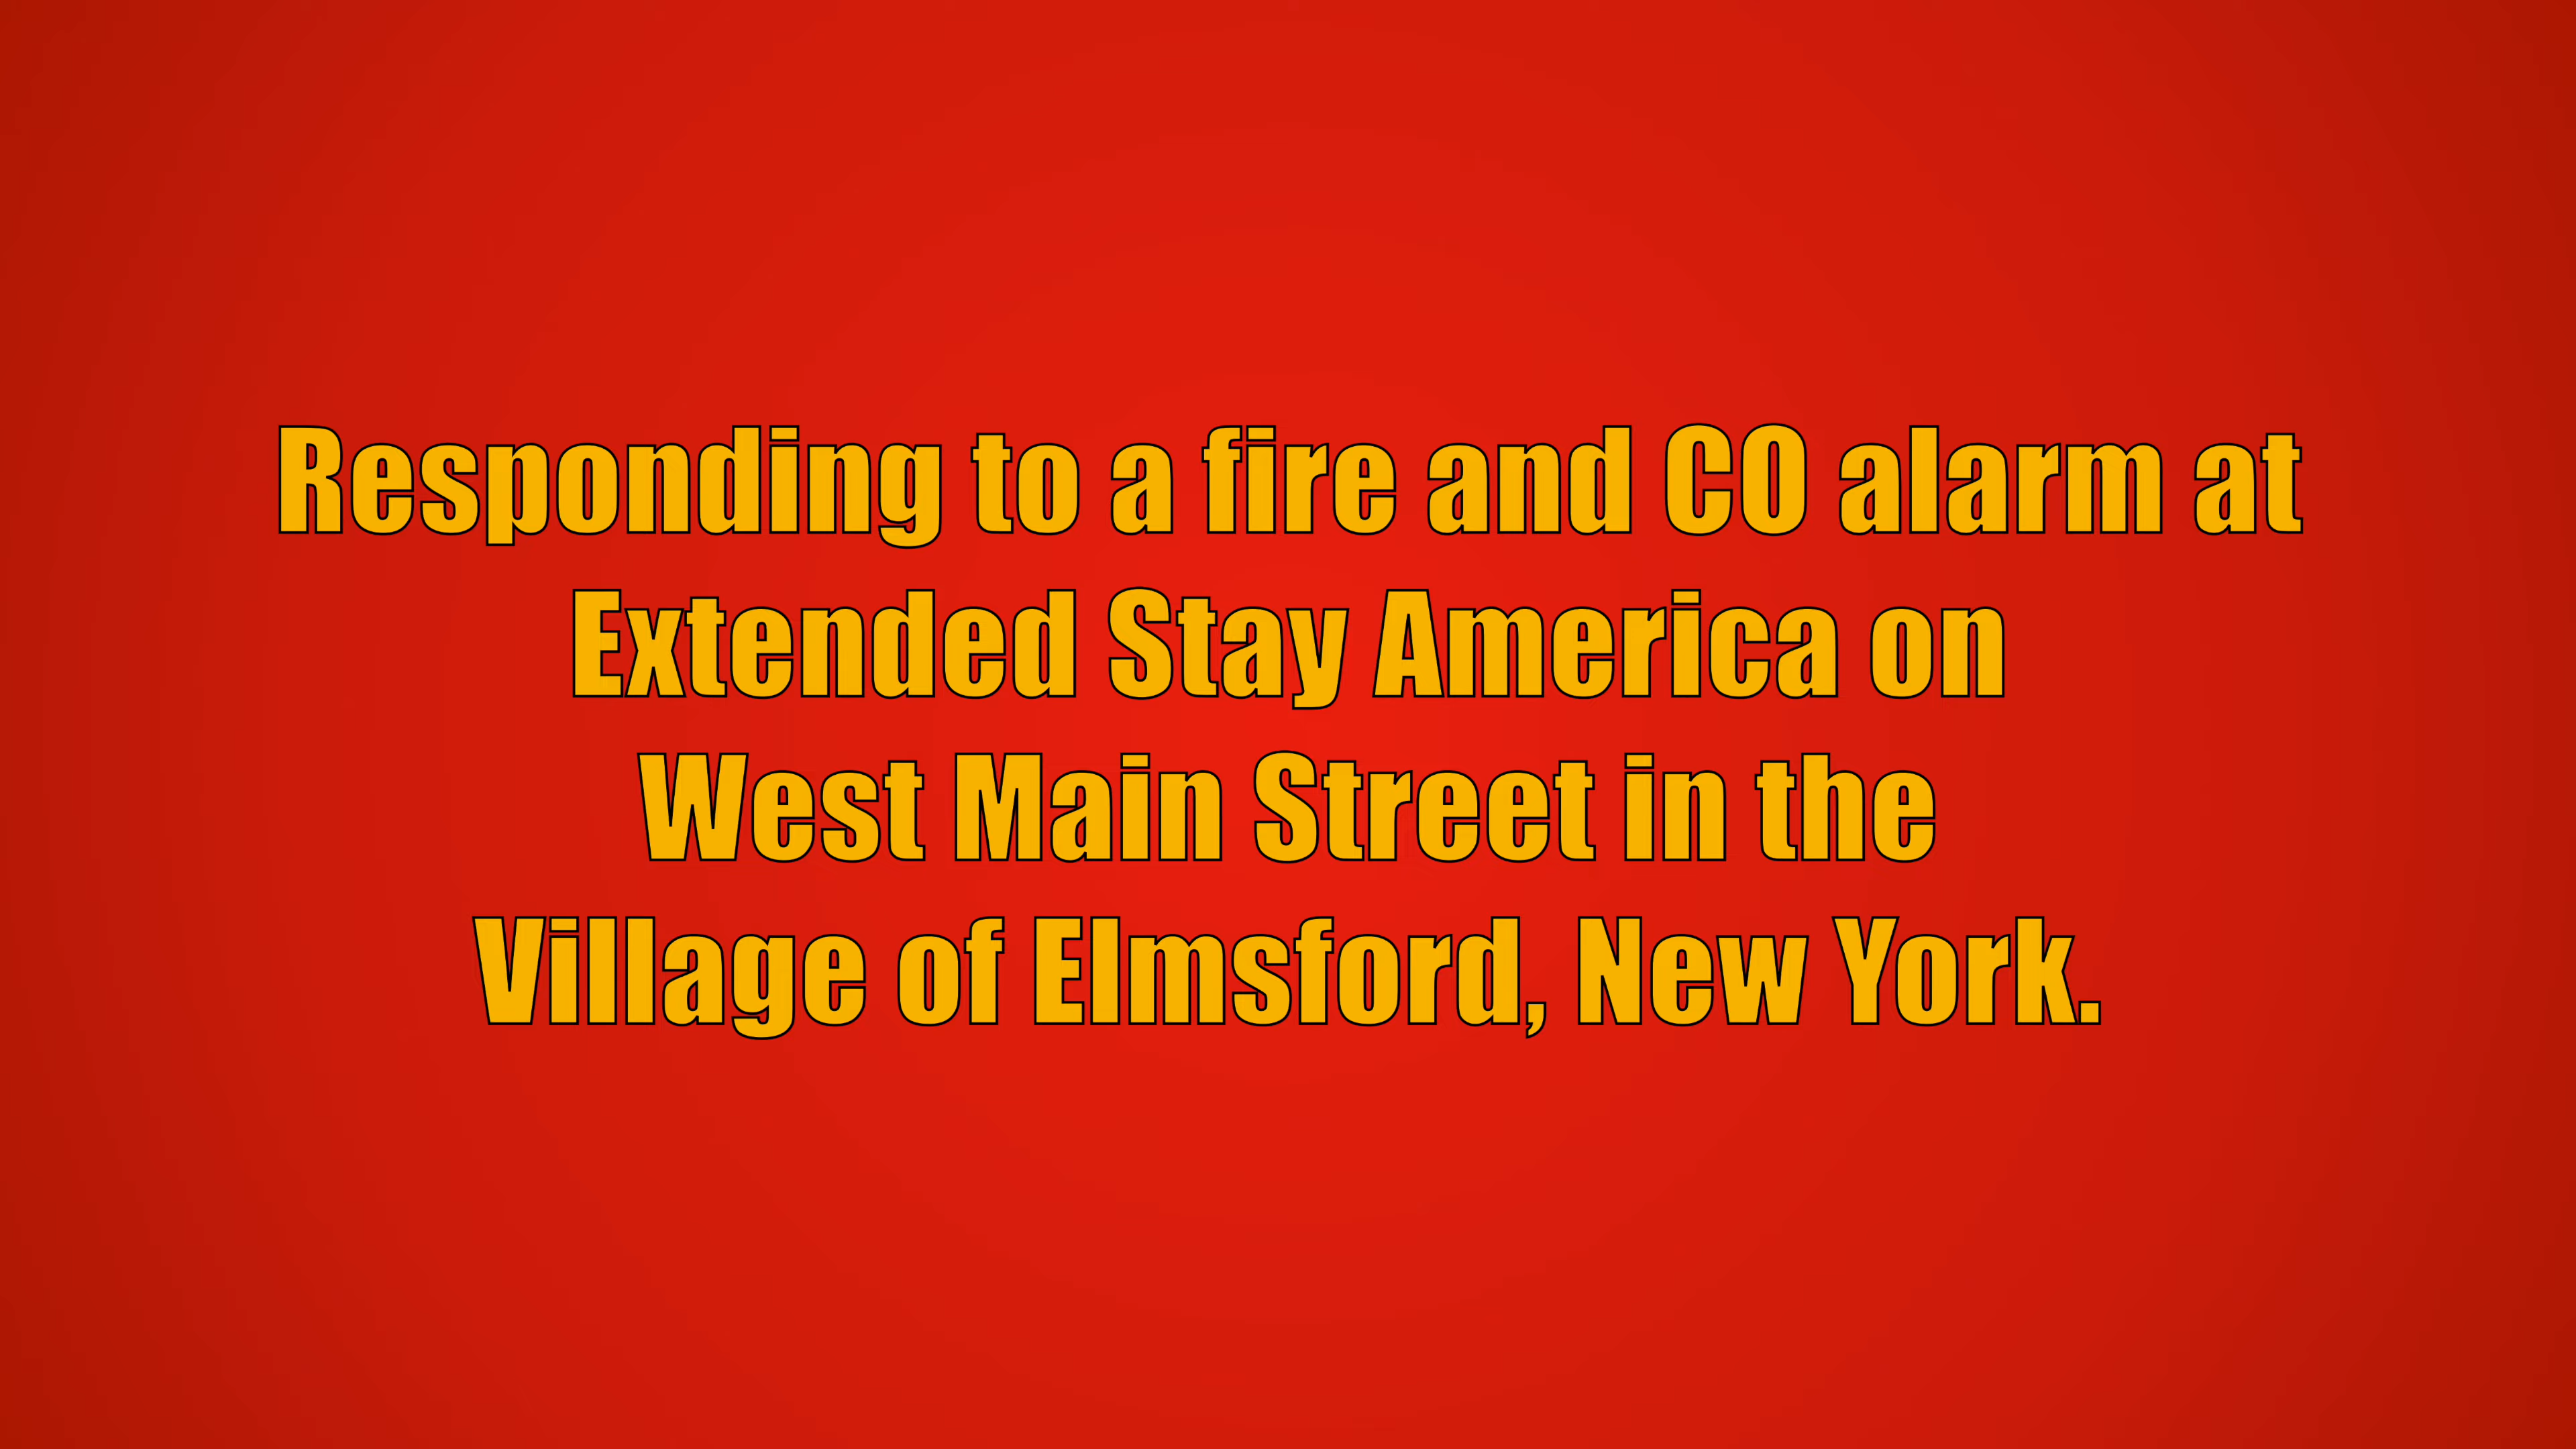 Responding to a fire and CO alarm at
Extended Stay America on
West Main Street in the
Village of Elmsford, New York.